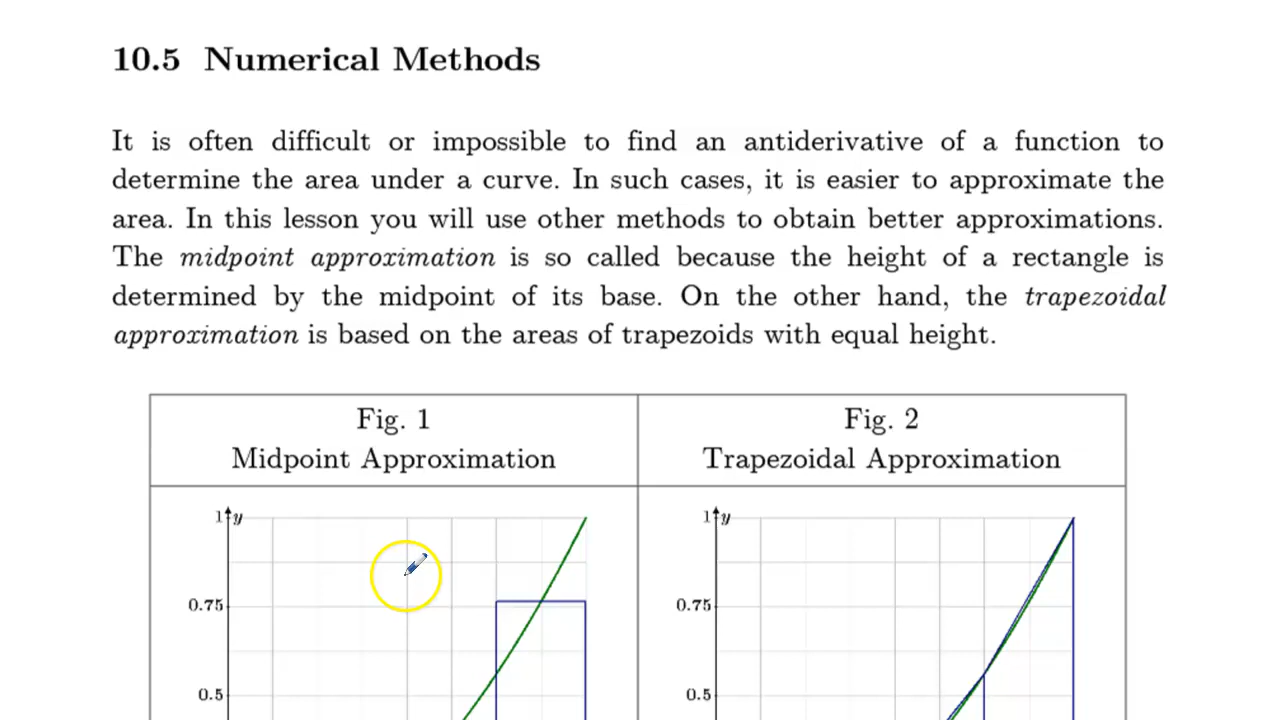 10.5 Numerical Methods
It is often difficult or impossible to find an antiderivative of a function to
determine the area under a curve. In such cases, it is easier to approximate the
area. In this lesson you will use other methods to obtain better approximations.
The midpoint approximation is so called because the height of a rectangle is
determined by the midpoint of its base. On the other hand, the trapezoidal
approximation is based on the areas of trapezoids with equal height.
Fig. 1
Midpoint Approximation
1 y
0.75
0.5
Fig. 2
Trapezoidal Approximation
1 y
0.75
0.5